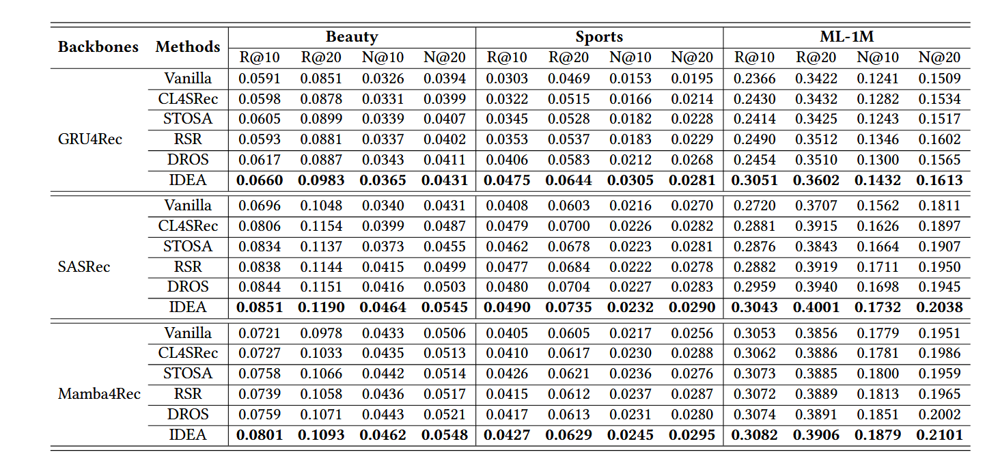 Backbones Methods Beauty Sports ML-1M
R@10 R@20 N@10 N@20 R@10 R@20 N@10 N@20 R@10 R@20 N@10 N@20
Vanilla 0.0591 0.0851 0.0326 0.0394 0.0303 0.0469 0.0153 0.0195 0.2366 0.3422 0.1241 0.1509
CL4SRec 0.0598 0.0878 0.0331 0.0399 0.0322 0.0515 0.0166 0.0214 0.2430 0.3432 0.1282 0.1534
STOSA 0.0605 0.0899 0.0339 0.0407 0.0345 0.0528 0.0182 0.0228 0.2414 0.3425 0.1243 0.1517
GRU4Rec RSR 0.0593 0.0881 0.0337 0.0402 0.0353 0.0537 0.0183 0.0229 0.2490 0.3512 0.1346 0.1602
DROS 0.0617 0.0887 0.0343 0.0411 0.0406 0.0583 0.0212 0.0268 0.2454 0.3510 0.1300 0.1565
IDEA 0.0660 0.0983 0.0365 0.0431 0.0475 0.0644 0.0305 0.0281 0.3051 0.3602 0.1432 0.1613
Vanilla 0.0696 0.1048 0.0340 0.0431 0.0408 0.0603 0.0216 0.0270 0.2720 0.3707 0.1562 0.1811
CL4SRec 0.0806 0.1154 0.0399 0.0487 0.0479 0.0700 0.0226 0.0282 0.2881 0.3915 0.1626 0.1897
STOSA 0.0834 0.1137 0.0373 0.0455 0.0462 0.0678 0.0223 0.0281 0.2876 0.3843 0.1664 0.1907
SASRec RSR 0.0838 0.1144 0.0415 0.0499 0.0477 0.0684 0.0222 0.0278 0.2882 0.3919 0.1711 0.1950
DROS 0.0844 0.1151 0.0416 0.0503 0.0480 0.0704 0.0227 0.0283 0.2959 0.3940 0.1698 0.1945
IDEA 0.0851 0.1190 0.0464 0.0545 0.0490 0.0735 0.0232 0.0290 0.3043 0.4001 0.1732 0.2038
Vanilla 0.0721 0.0978 0.0433 0.0506 0.0405 0.0605 0.0217 0.0256 0.3053 0.3856 0.1779 0.1951
CL4SRec 0.0727 0.1033 0.0435 0.0513 0.0410 0.0617 0.0230 0.0288 0.3062 0.3886 0.1781 0.1986
STOSA 0.0758 0.1066 0.0442 0.0514 0.0426 0.0621 0.0236 0.0276 0.3073 0.3885 0.1800 0.1959
Mamba4Rec RSR 0.0739 0.1058 0.0436 0.0517 0.0415 0.0612 0.0237 0.0287 0.3072 0.3889 0.1813 0.1965
DROS 0.0759 0.1071 0.0443 0.0521 0.0417 0.0613 0.0231 0.0280 0.3074 0.3891 0.1851 0.2002
IDEA 0.0801 0.1093 0.0462 0.0548 0.0427 0.0629 0.0245 0.0295 0.3082 0.3906 0.1879 0.2101